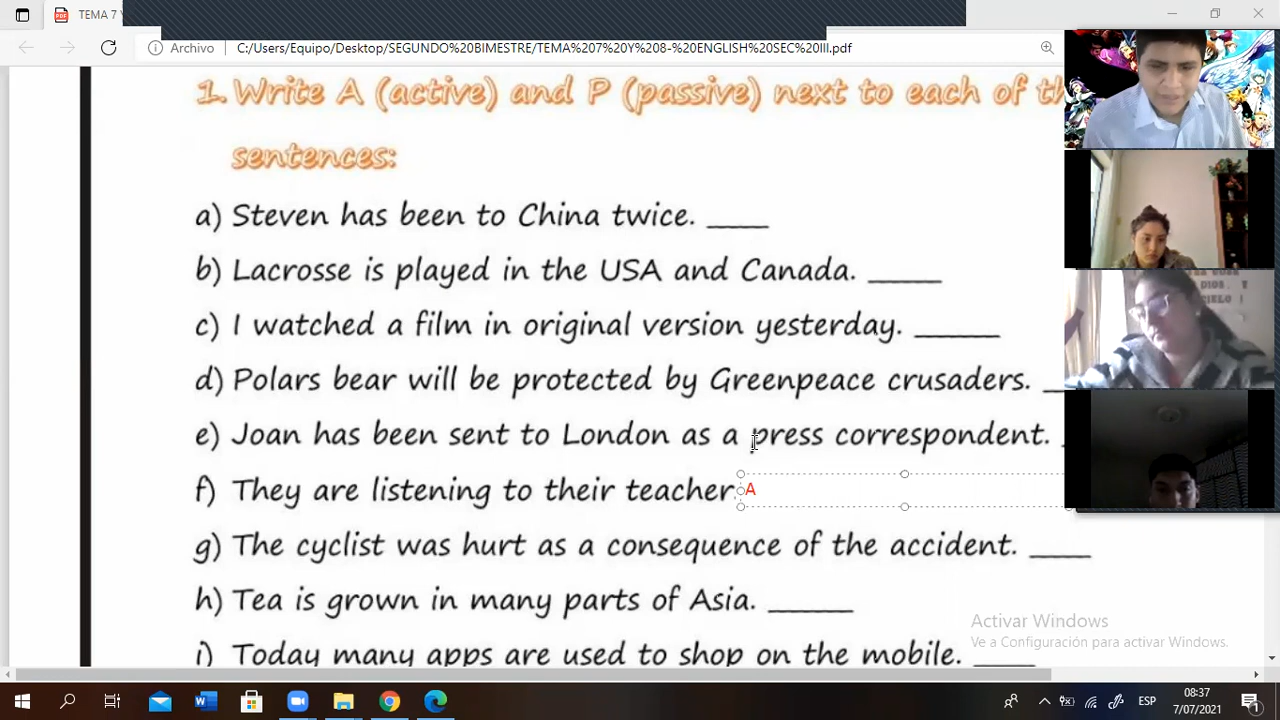 TEMA 7
Archivo C:/Users/Equipo/Desktop/SEGUNDO%20BIMESTRE/TEMA%207%20Y%208-%20ENGLISH%20SEC%20III.pdf
1. Write A (active) and P (passive) next to each of
sentences:
a) Steven has been to China twice. ____
b) Lacrosse is played in the USA and Canada. _____
c) I watched a film in original version yesterday. ______
d) Polars bear will be protected by Greenpeace crusaders.
e) Joan has been sent to London as a press correspondent.
f) They are listening to their teacher. A
g) The cyclist was hurt as a consequence of the accident. ____
h) Tea is grown in many parts of Asia. ______
i) Today many apps are used to shop on the mobile. ____
DIOS. Y
CIELO !
Activar Windows
Ve a Configuración para activar Windows.
ESP
08:37
7/07/2021
1